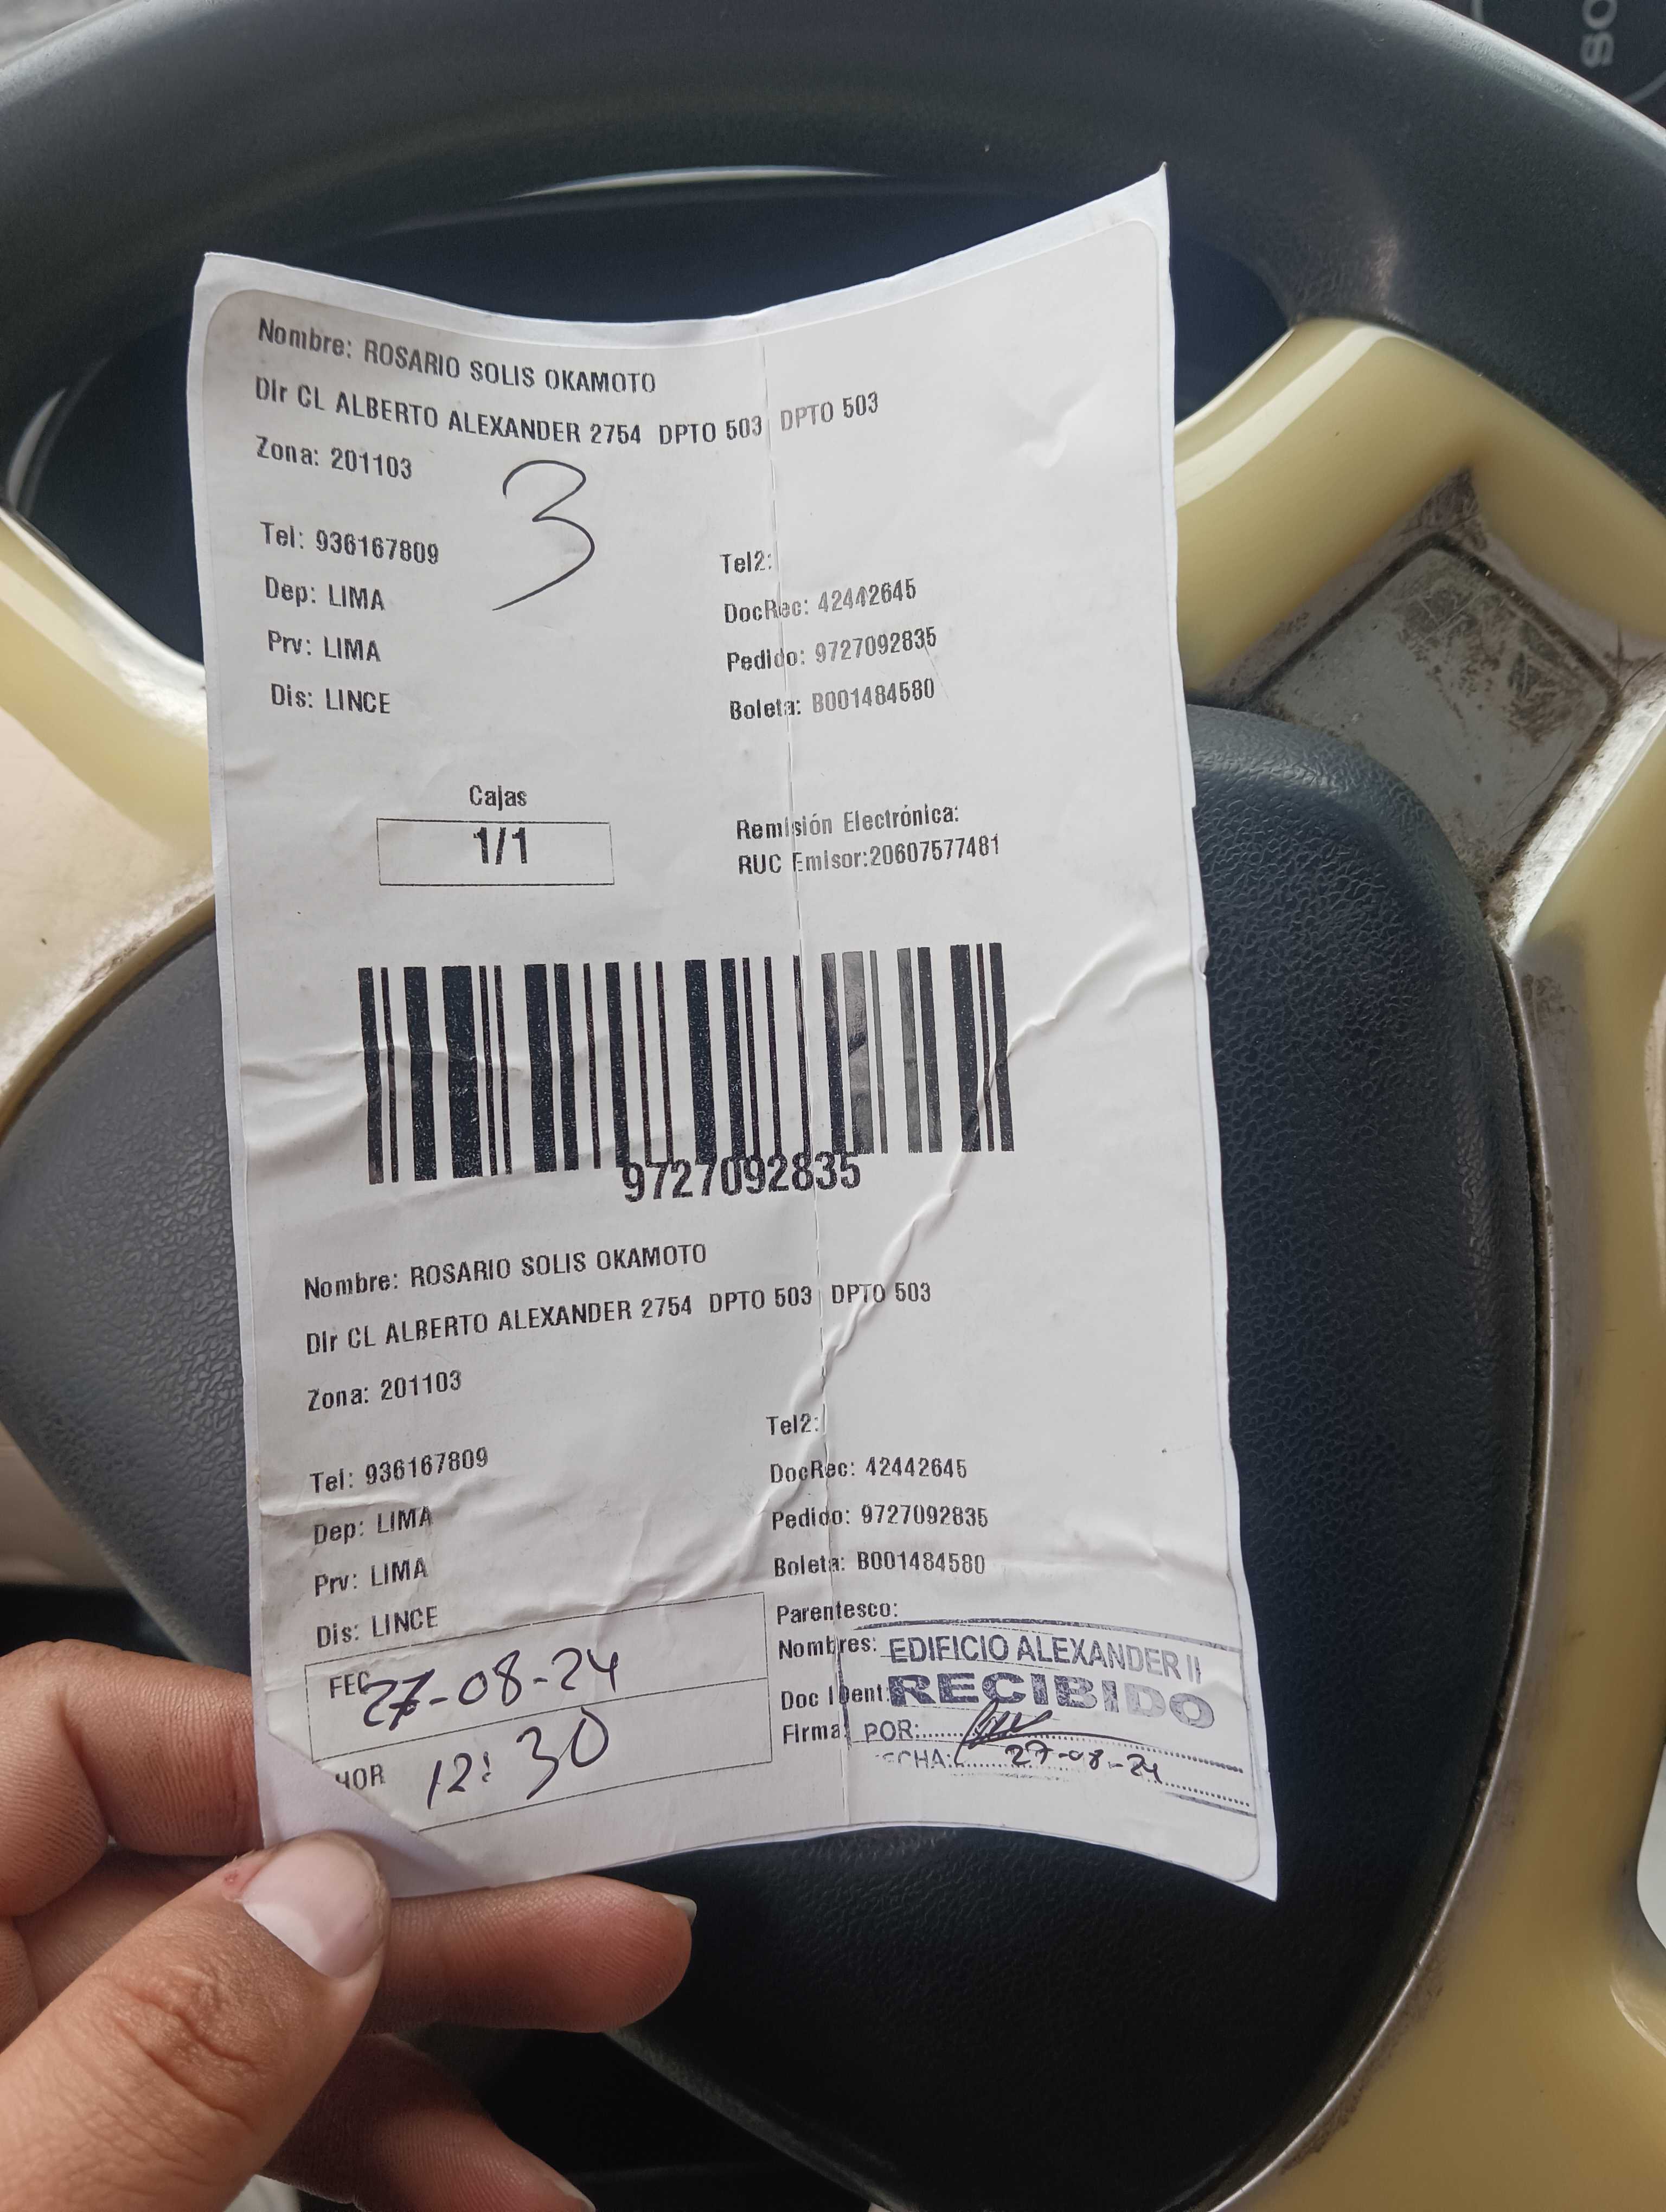 SO
Nombre: ROSARIO SOLIS OKAMOTO
Dir CL ALBERTO ALEXANDER 2754 DPTO 503 DPTO 503
Zona: 201103
3
Tel: 936167809
Tel2:
Dep: LIMA
DocRec: 42442645
Prv: LIMA
Pedido: 9727092835
Dis: LINCE
Boleta: B001484580
Cajas
1/1
Remisión Electrónica:
RUC Emisor:20607577481
9727092835
Nombre: ROSARIO SOLIS OKAMOTO
Dir CL ALBERTO ALEXANDER 2754 DPTO 503 DPTO 503
Zona: 201103
Tel2:
Tel: 936167809
DocRec: 42442645
Dep: LIMA
Pedido: 9727092835
Prv: LIMA
Boleta: B001484580
Dis: LINCE
Parentesco:
Nombres: EDIFICIO ALEXANDER II
FEC 27-08-24
Doc Ident: RECIBIDO
Firma POR:
HOR 12:30
ECHA: 27-08-24